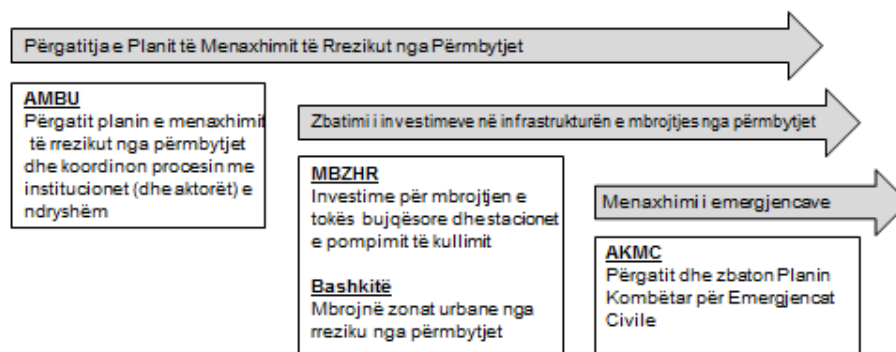 Përgatitja e Planit të Menaxhimit të Rrezikut nga Përmbytjet
AMBU
Përgatit planin e menaxhimit
të rrezikut nga përmbytjet
dhe koordinon procesin me
institucionet (dhe aktorët) e
ndryshëm
Zbatimi i investimeve në infrastrukturën e mbrojtjes nga përmbytjet
MBZHR
Investime për mbrojtjen e
tokës bujqësore dhestacionet
e pompimit të kullimit
Bashkitë
Mbrojnë zonat urbane nga
rreziku nga përmbytjet
Menaxhimi i emergjencave
AKMC
Përgatit dhe zbaton Planin
Kombëtar për Emergjencat
Civile